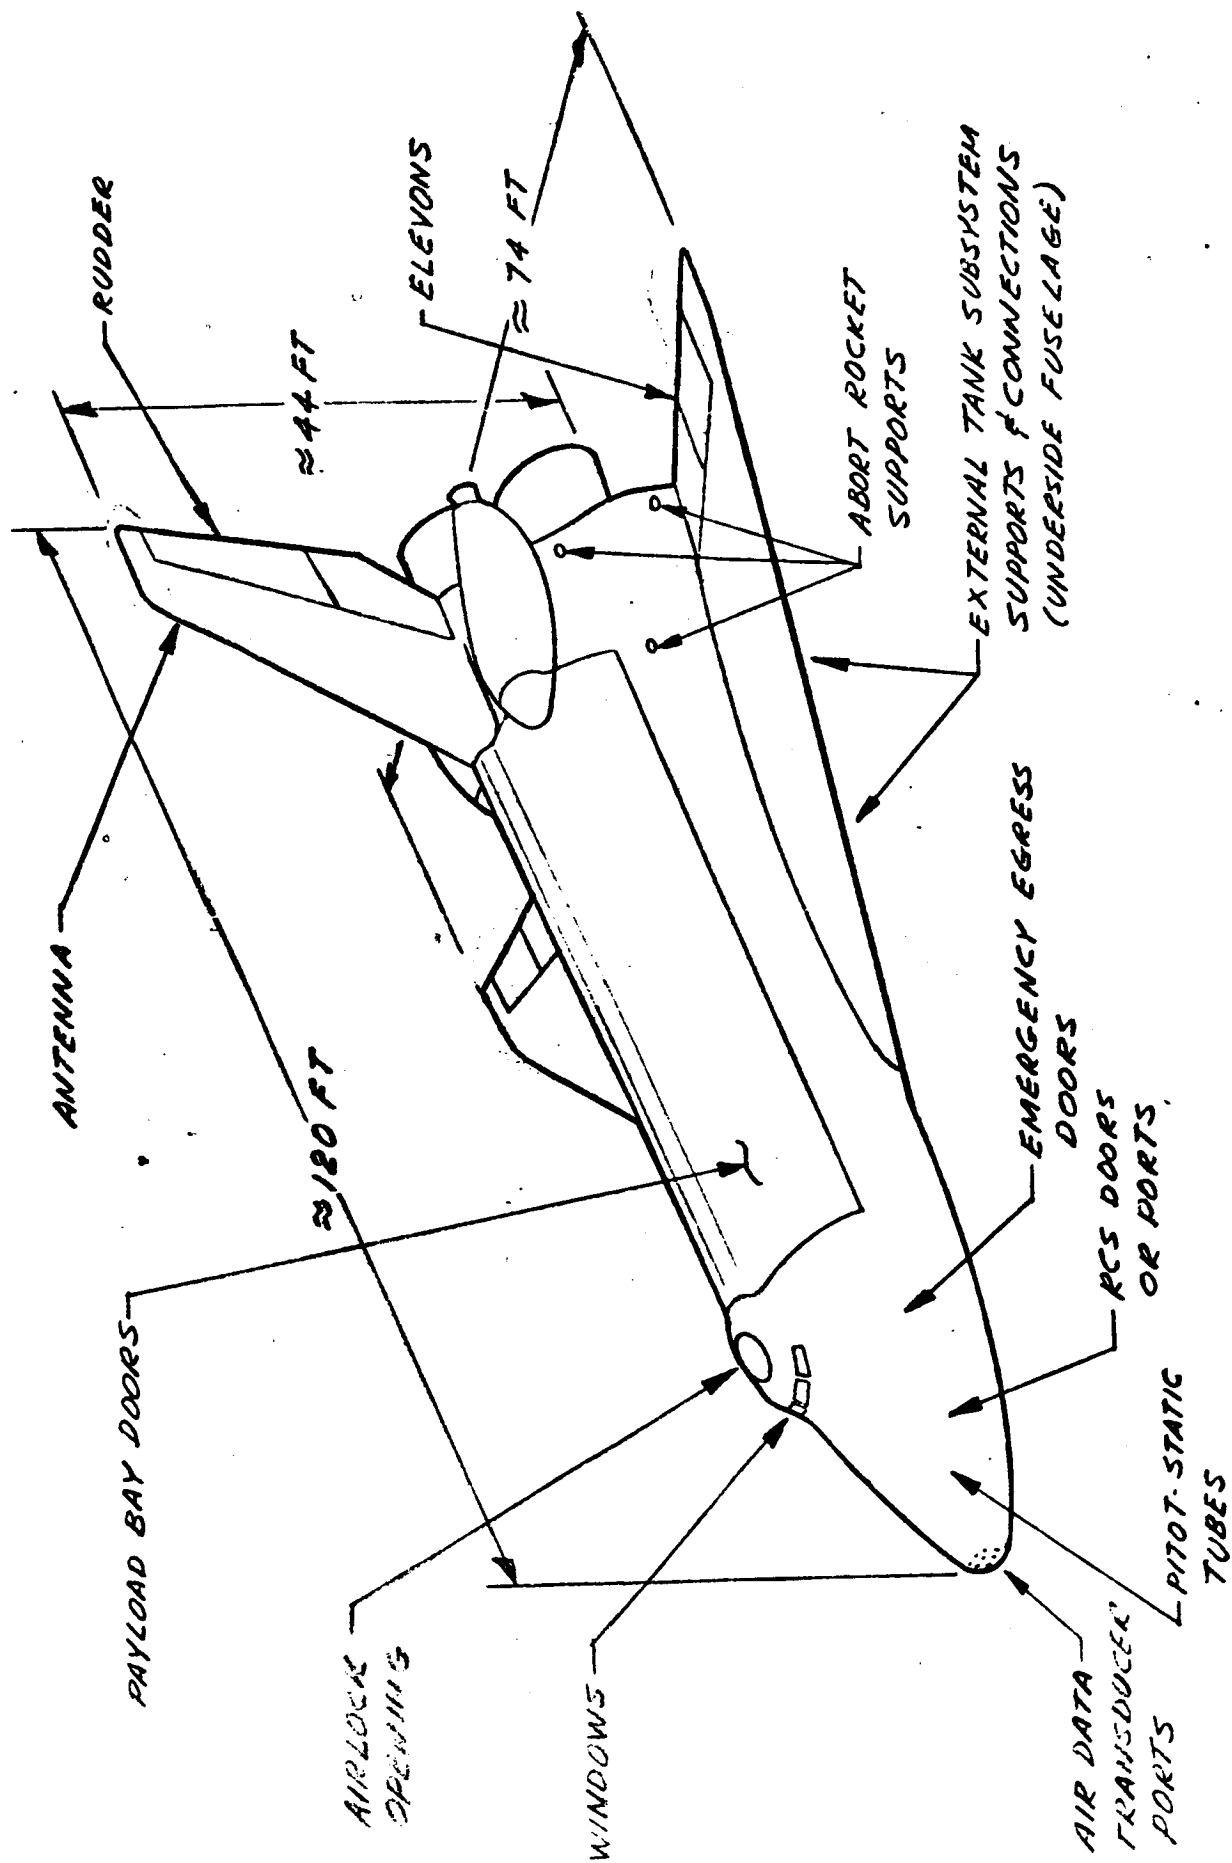 ANTENNA
RUDDER
PAYLOAD BAY DOORS
≈44 FT
≈120 FT
AIRLOCK
OPENING
ELEVONS
≈74 FT
WINDOWS
ABORT ROCKET
SUPPORTS
EXTERNAL TANK SUBSYSTEM
SUPPORTS & CONNECTIONS
(UNDERSIDE FUSELAGE)
EMERGENCY EGRESS
DOORS
RCS DOORS
OR PORTS
AIR DATA
TRANSDUCER
PORTS
PITOT-STATIC
TUBES